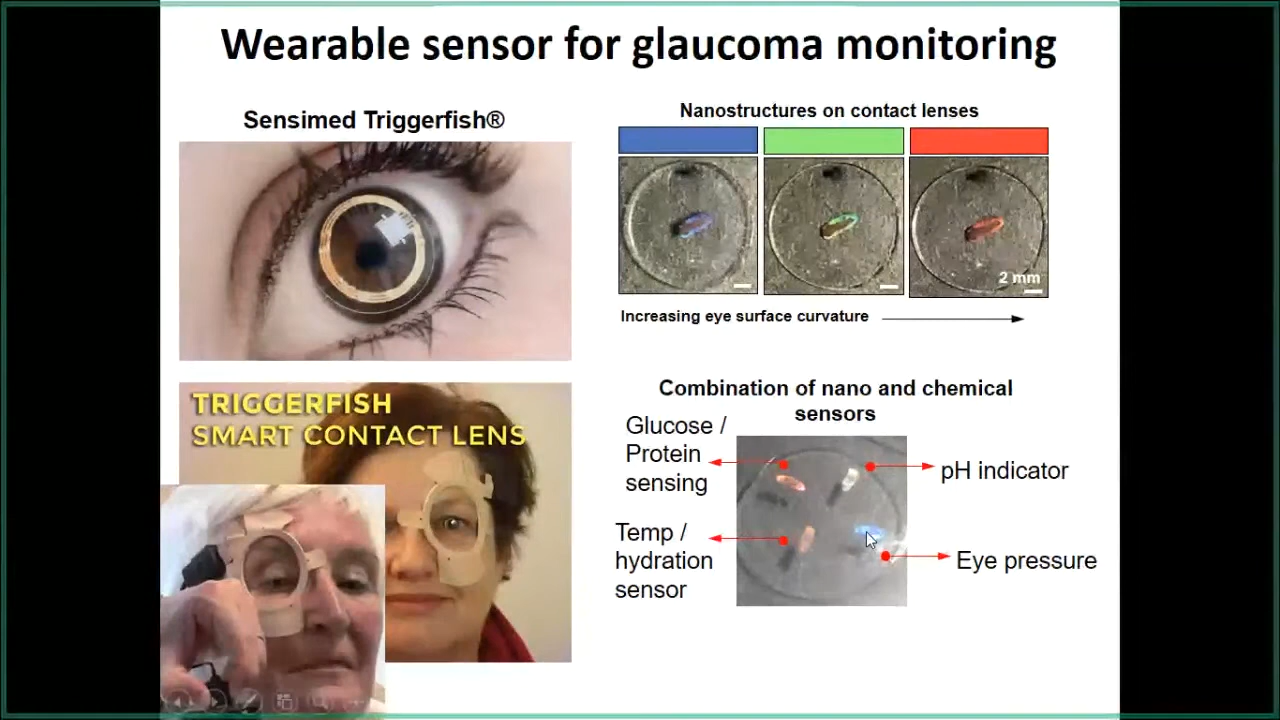 Wearable sensor for glaucoma monitoring
Sensimed Triggerfish®
TRIGGERFISH
SMART CONTACT LENS
Nanostructures on contact lenses
2 mm
Increasing eye surface curvature
Combination of nano and chemical
sensors
Glucose /
Protein
sensing
pH indicator
Temp /
hydration
sensor
Eye pressure